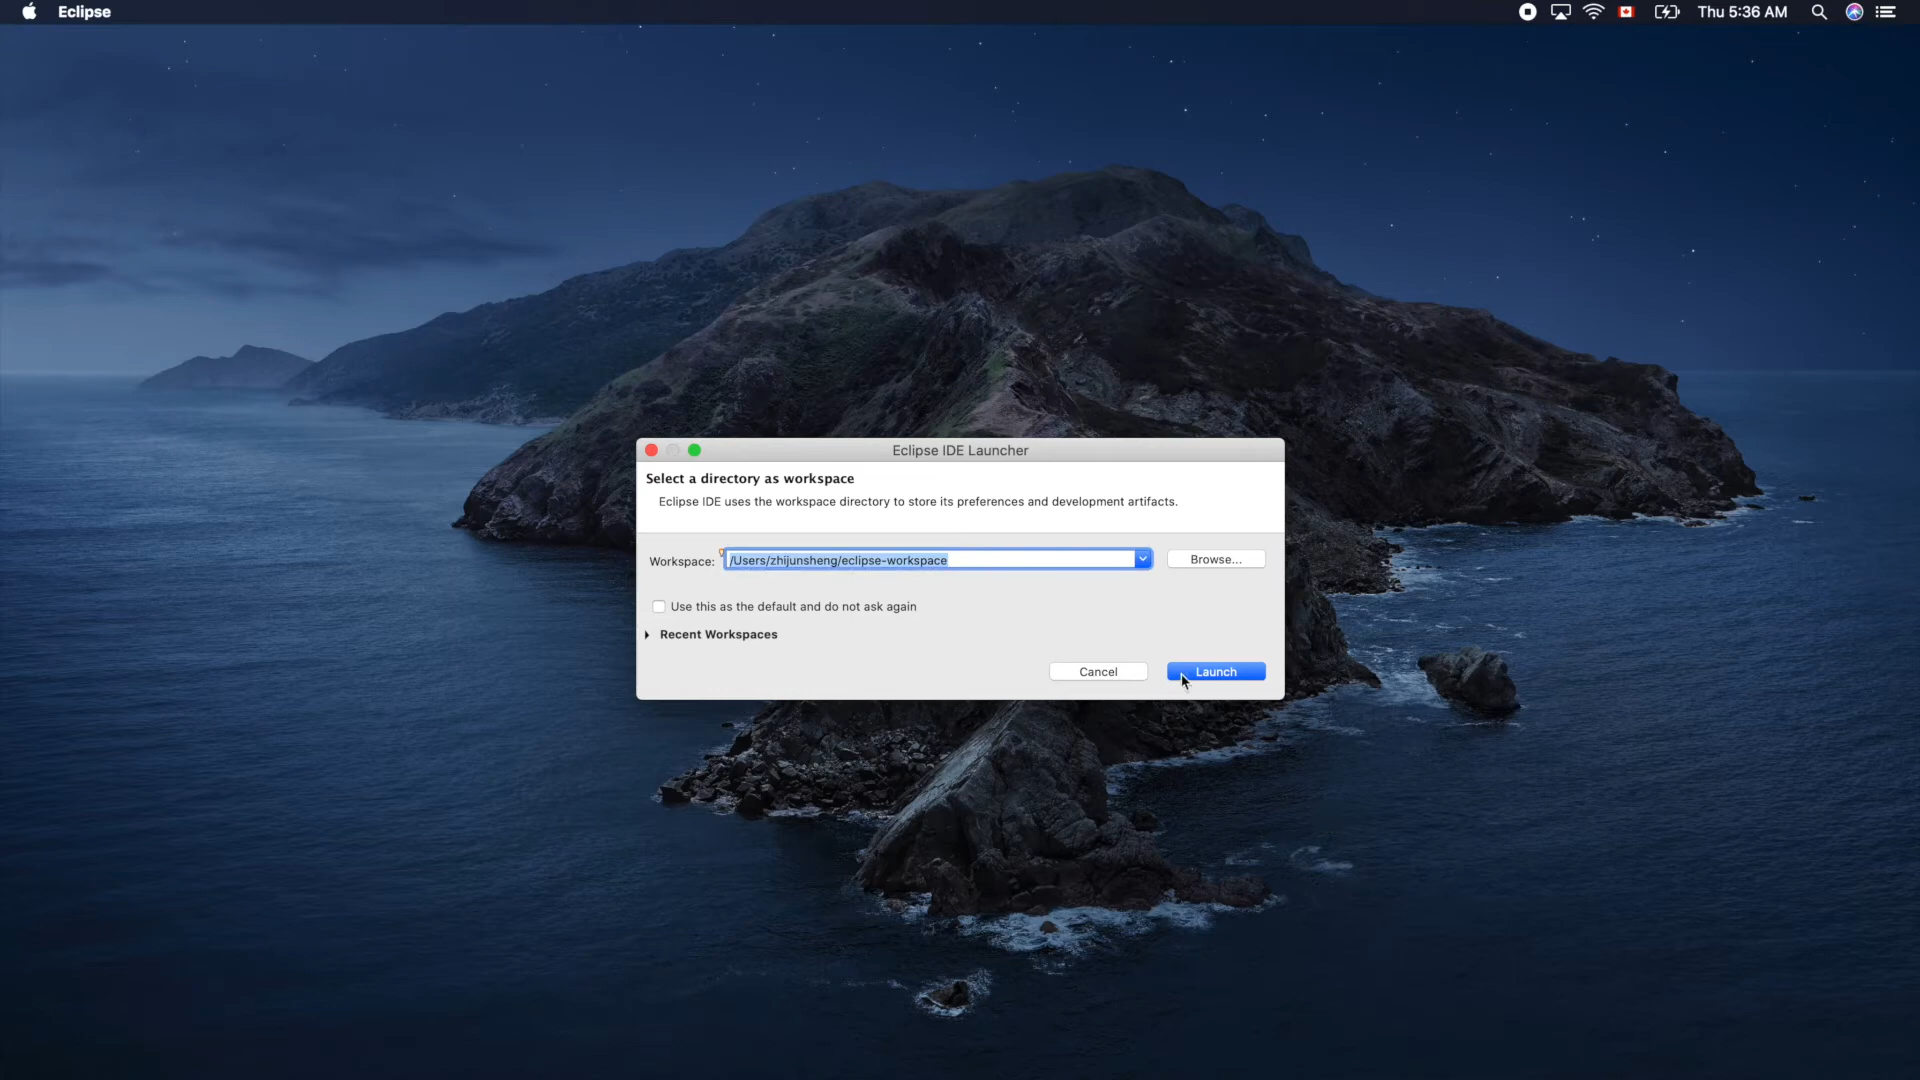 Eclipse
Thu 5:36 AM
Eclipse IDE Launcher
Select a directory as workspace
Eclipse IDE uses the workspace directory to store its preferences and development artifacts.
Workspace: /Users/zhijunsheng/eclipse-workspace Browse...
Use this as the default and do not ask again
Recent Workspaces
Cancel Launch